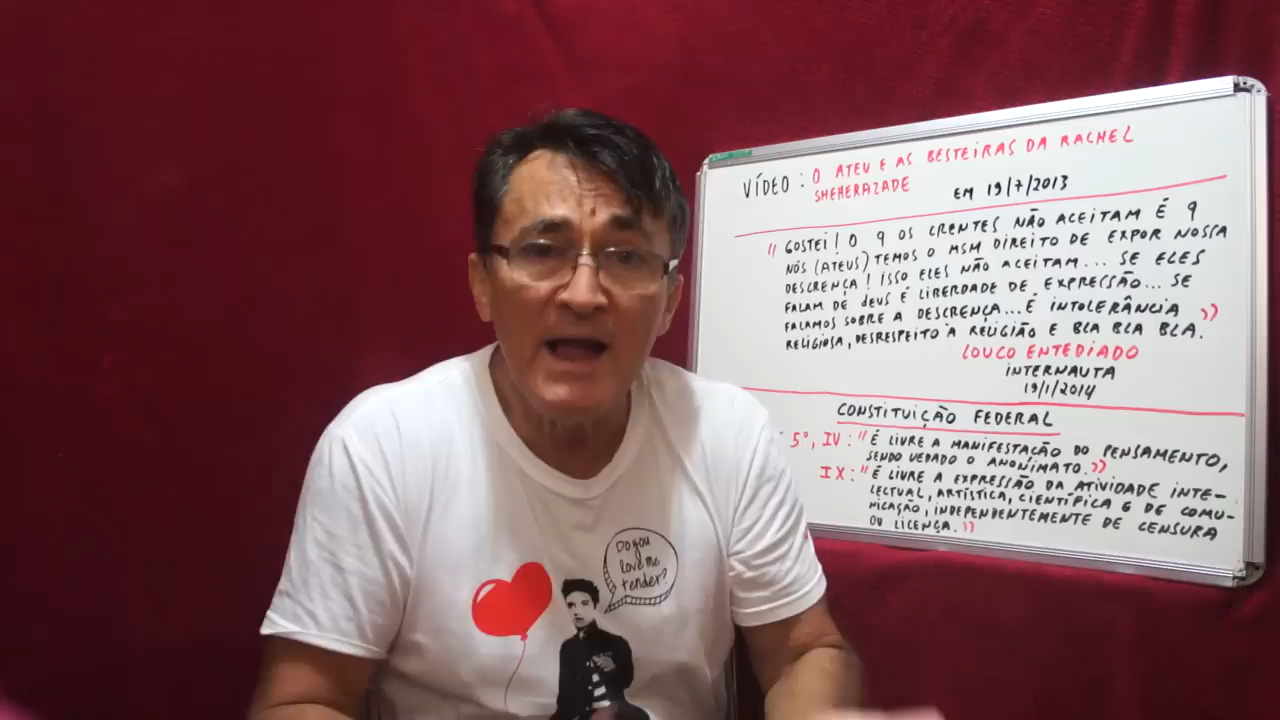 VÍDEO: O ATEU E AS BESTEIRAS DA RACHEL
SHEHERAZADE EM 19/7/2013
"GOSTEI! O q OS CRENTES NÃO ACEITAM É q
NÓS (ATEUS) TEMOS O MSM DIREITO DE EXPOR NOSSA
DESCRENÇA! ISSO ELES NÃO ACEITAM... SE ELES
FALAM DE DEUS É LIBERDADE DE EXPRESSÃO... SE
FALAMOS SOBRE A DESCRENÇA... É INTOLERÂNCIA
RELIGIOSA, DESRESPEITO À RELIGIÃO E BLA BLA BLA."
LOUCO ENTEDIADO
INTERNAUTA
19/1/2014
CONSTITUIÇÃO FEDERAL
5º, IV: "É LIVRE A MANIFESTAÇÃO DO PENSAMENTO,
SENDO VEDADO O ANONIMATO."
IX: "É LIVRE A EXPRESSÃO DA ATIVIDADE INTE-
LECTUAL, ARTÍSTICA, CIENTÍFICA E DE COMU-
NICAÇÃO, INDEPENDENTEMENTE DE CENSURA
OU LICENÇA."
Do you
love me
tender?